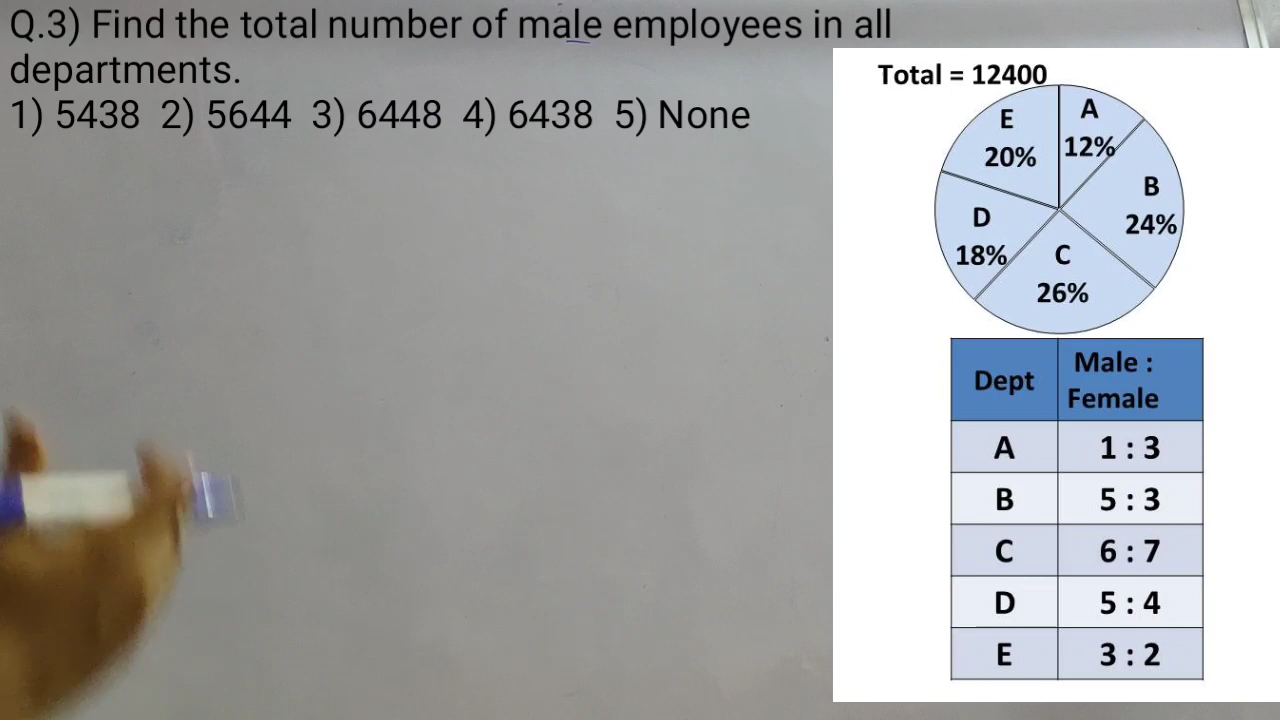 Q.3) Find the total number of male employees in all
departments.
1) 5438 2) 5644 3) 6448 4) 6438 5) None
Total = 12400
E
20%
A
12%
B
24%
D
18%
C
26%
Dept Male :
Female
A 1 : 3
B 5 : 3
C 6 : 7
D 5 : 4
E 3 : 2